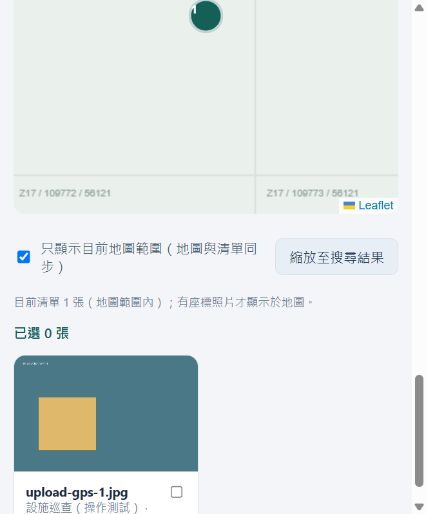 1
Z17 / 109772 / 56121
Z17 / 109773 / 56121
Leaflet
只顯示目前地圖範圍（地圖與清單同
步）
縮放至搜尋結果
目前清單 1 張（地圖範圍內）；有座標照片才顯示於地圖。
已選 0 張
upload-gps-1.jpg
設施巡查（操作測試）.